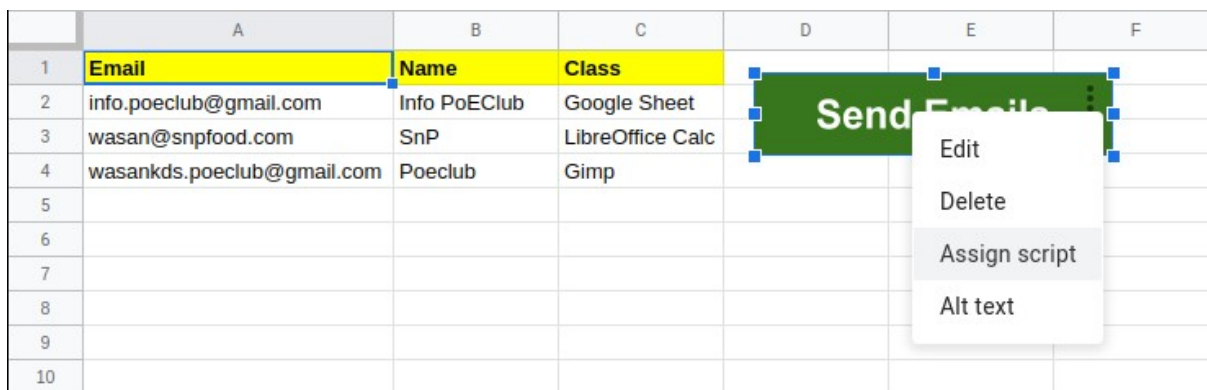 A B C D E F
1 Email Name Class
2 info.poeclub@gmail.com Info PoEClub Google Sheet
3 wasan@snpfood.com SnP LibreOffice Calc
4 wasankds.poeclub@gmail.com Poeclub Gimp
5
6
7
8
9
10
Send Emails
Edit
Delete
Assign script
Alt text